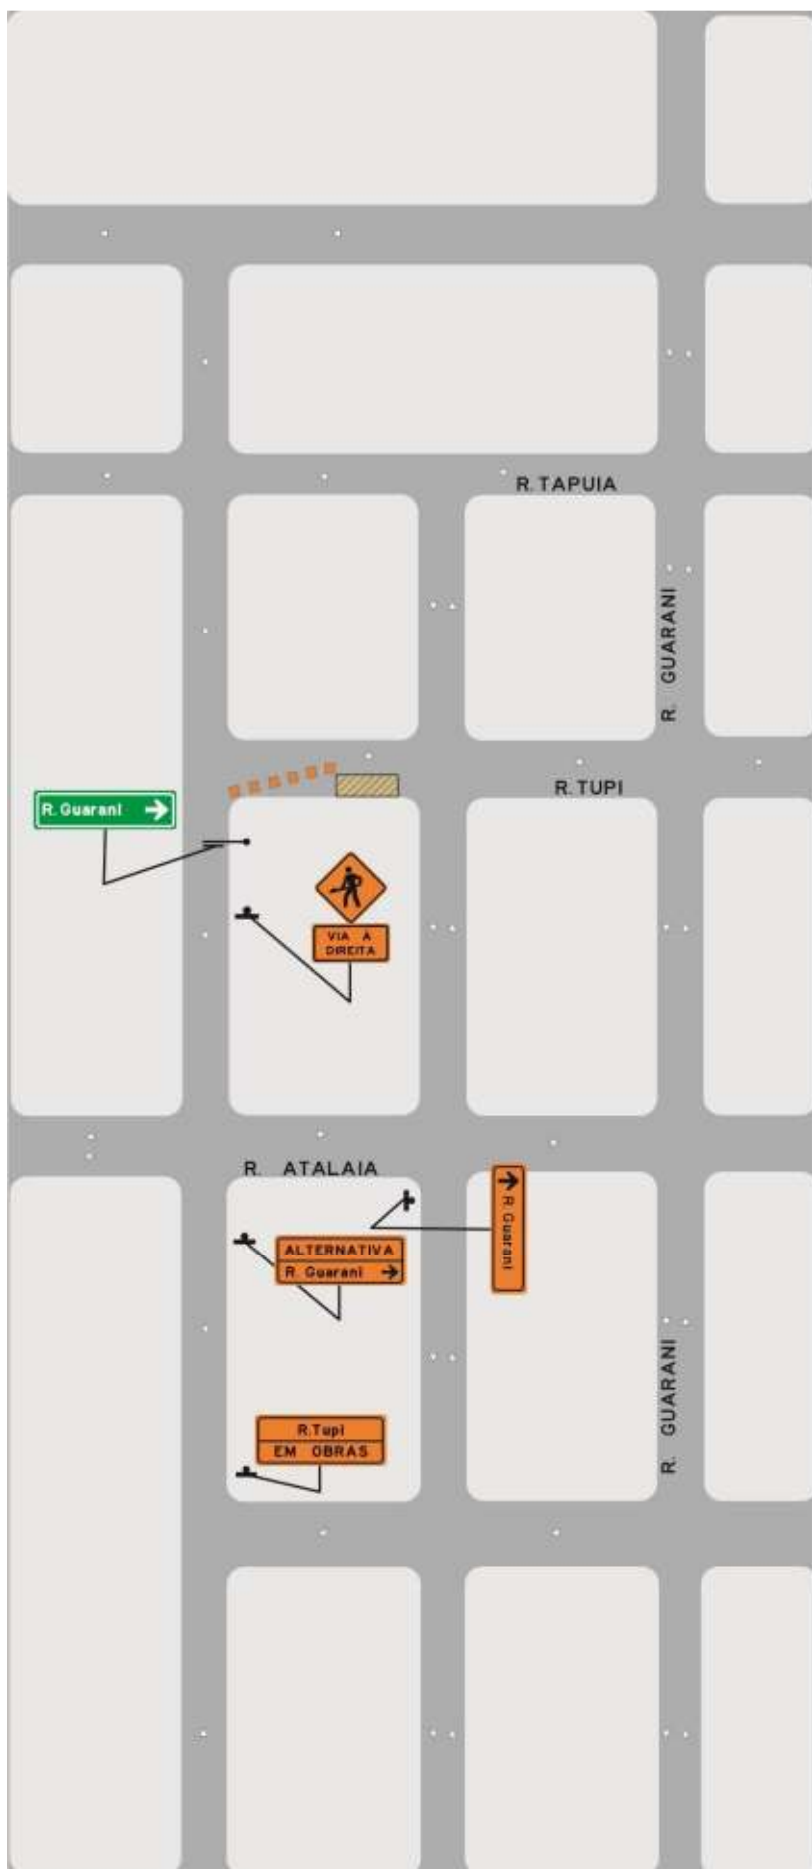 R. TAPUIA
R. GUARANI
R. Guarani
R. TUPI
VIA À
DIREITA
R. ATALAIA
R. Guarani
ALTERNATIVA
R. Guarani
R. GUARANI
R.Tupi
EM OBRAS